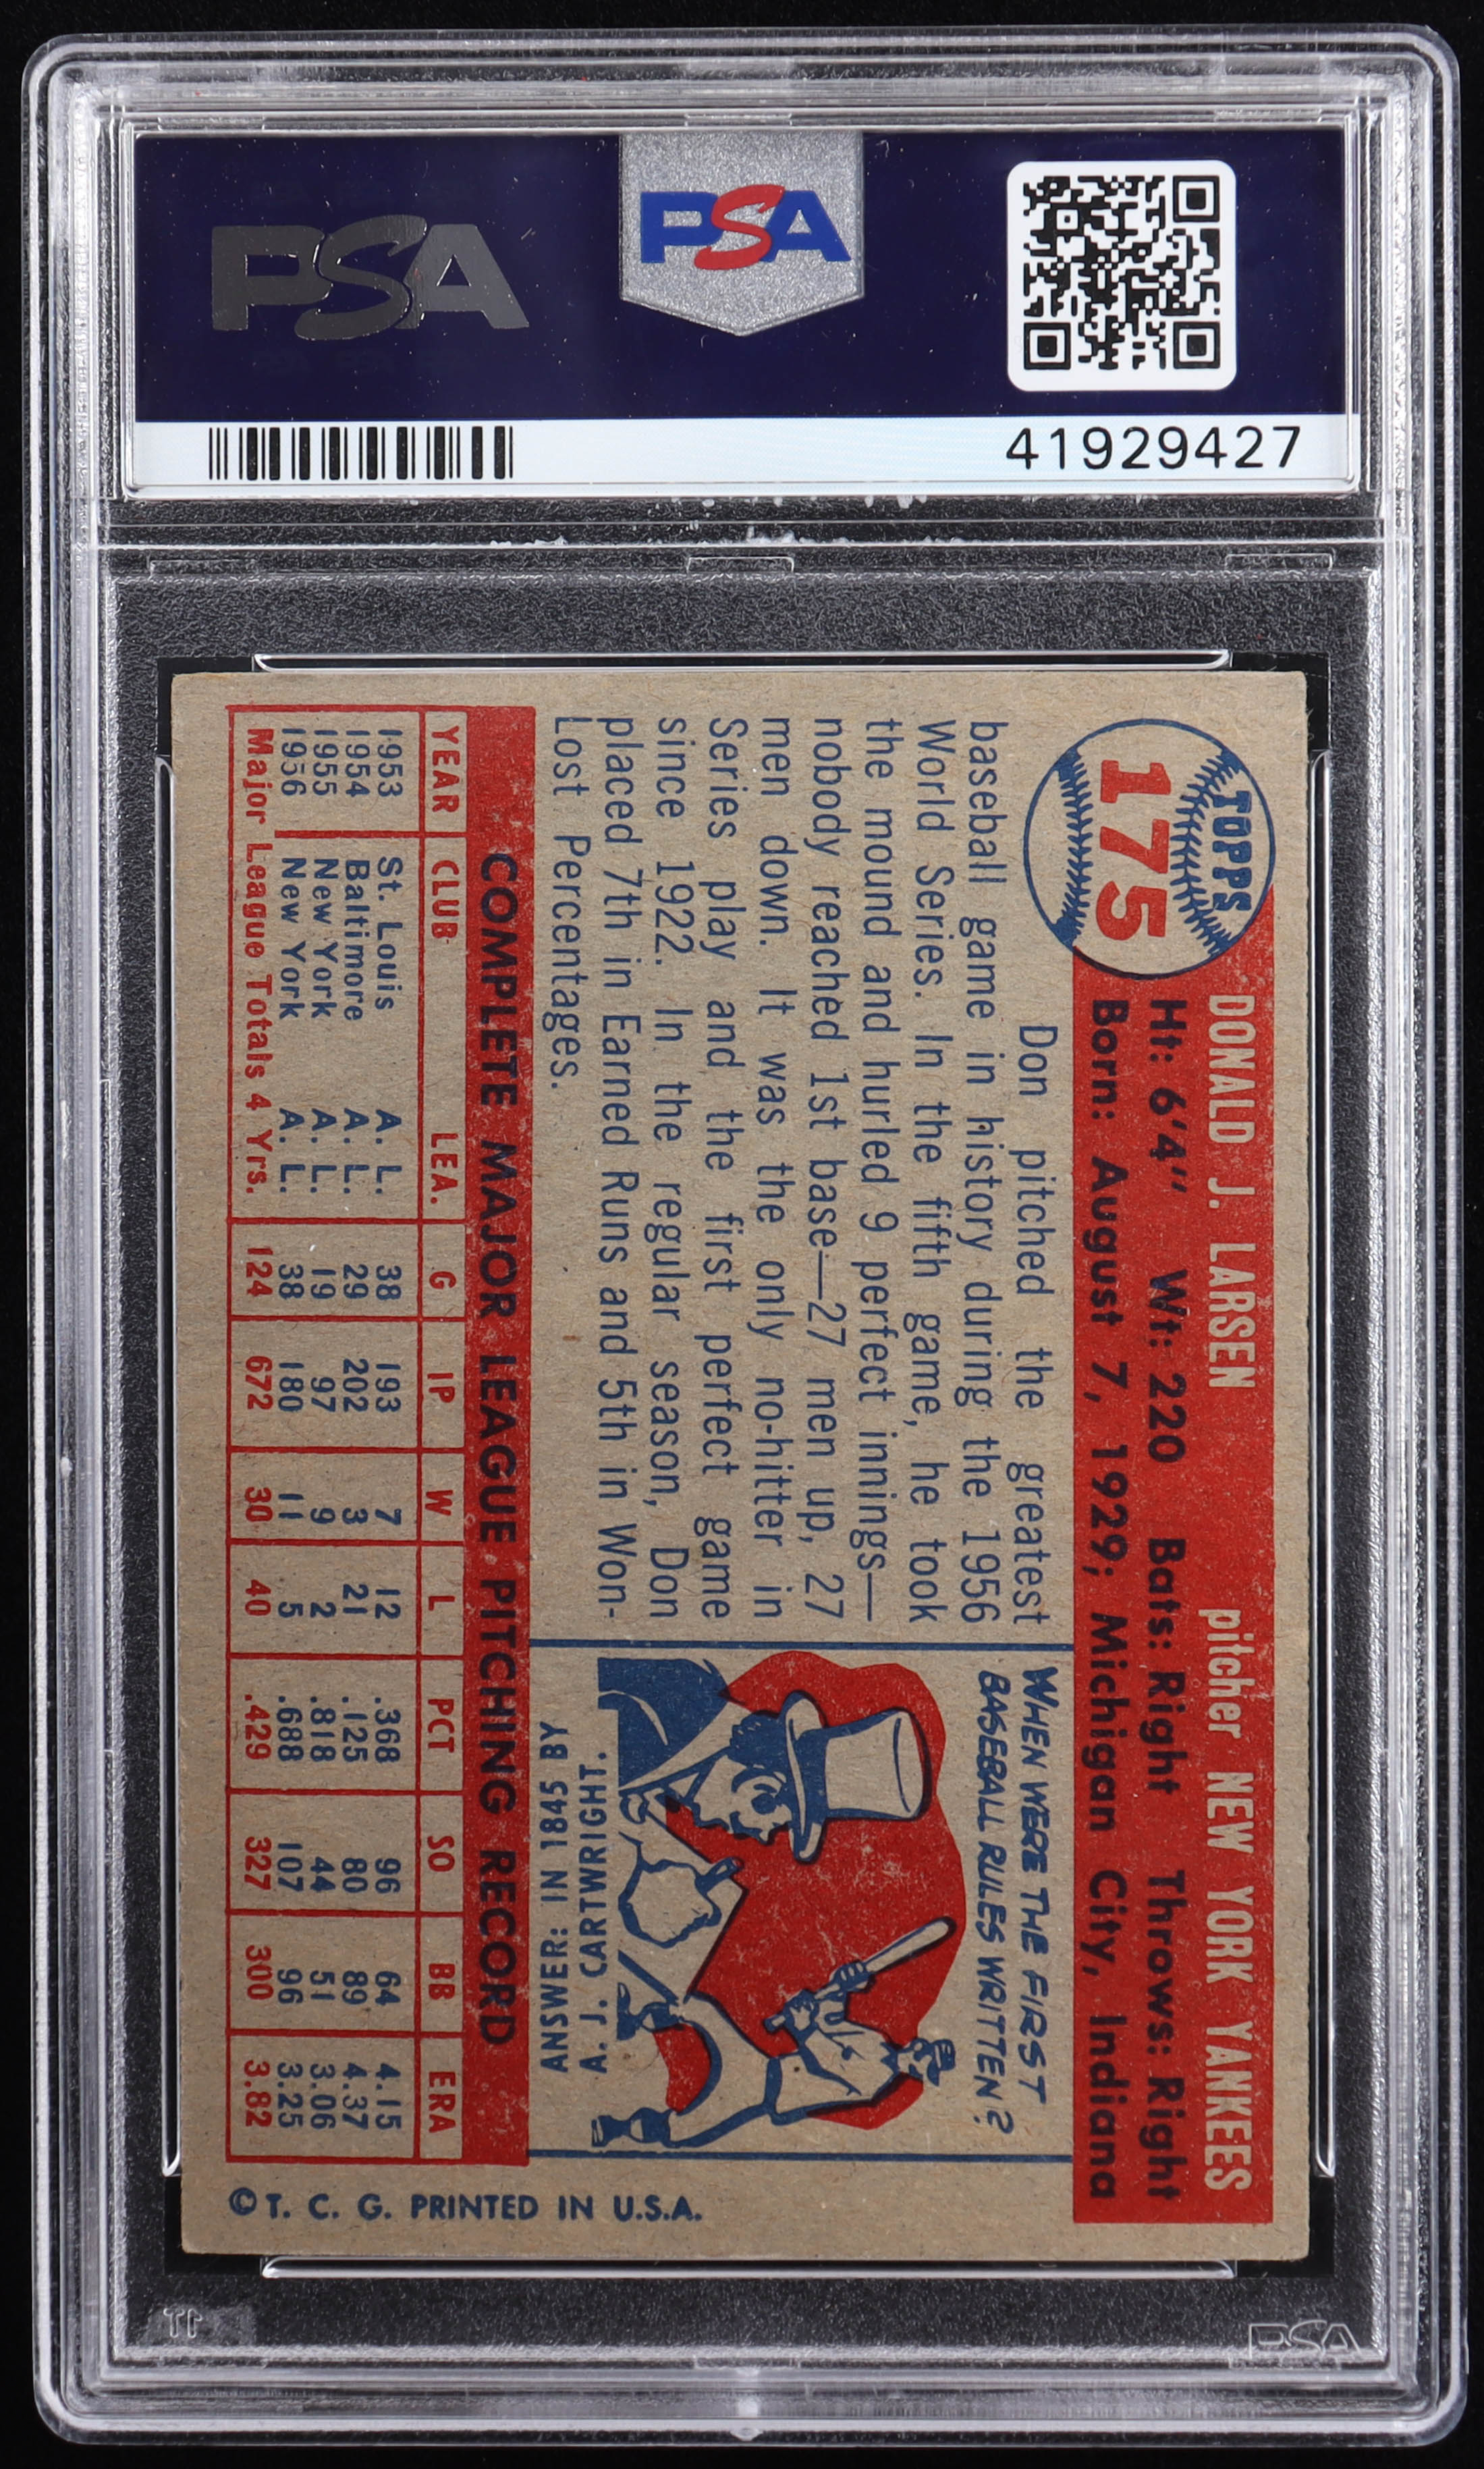 PSA
PSA
41929427
TOPPS
175
DONALD J. LARSEN pitcher NEW YORK YANKEES
Ht: 6'4" Wt: 220 Bats: Right Throws: Right
Born: August 7, 1929; Michigan City, Indiana
Don pitched the greatest
baseball game in history during the 1956
World Series. In the fifth game, he took
the mound and hurled 9 perfect innings—
nobody reached 1st base—27 men up, 27
men down. It was the only no-hitter in
Series play and the first perfect game
since 1922. In the regular season, Don
placed 7th in Earned Runs and 5th in Won-
Lost Percentages.
WHEN WERE THE FIRST
BASEBALL RULES WRITTEN?
ANSWER: IN 1845 BY
A. J. CARTWRIGHT.
COMPLETE MAJOR LEAGUE PITCHING RECORD
YEAR CLUB LEA. G IP W L PCT SO BB ERA
1953 St. Louis A. L. 38 193 7 12 .368 96 64 4.15
1954 Baltimore A. L. 29 202 3 21 .125 80 89 4.37
1955 New York A. L. 19 97 9 2 .818 44 51 3.06
1956 New York A. L. 38 180 11 5 .688 107 96 3.25
Major League Totals 4 Yrs. 124 672 30 40 .429 327 300 3.82
© T. C. G. PRINTED IN U.S.A.
PSA